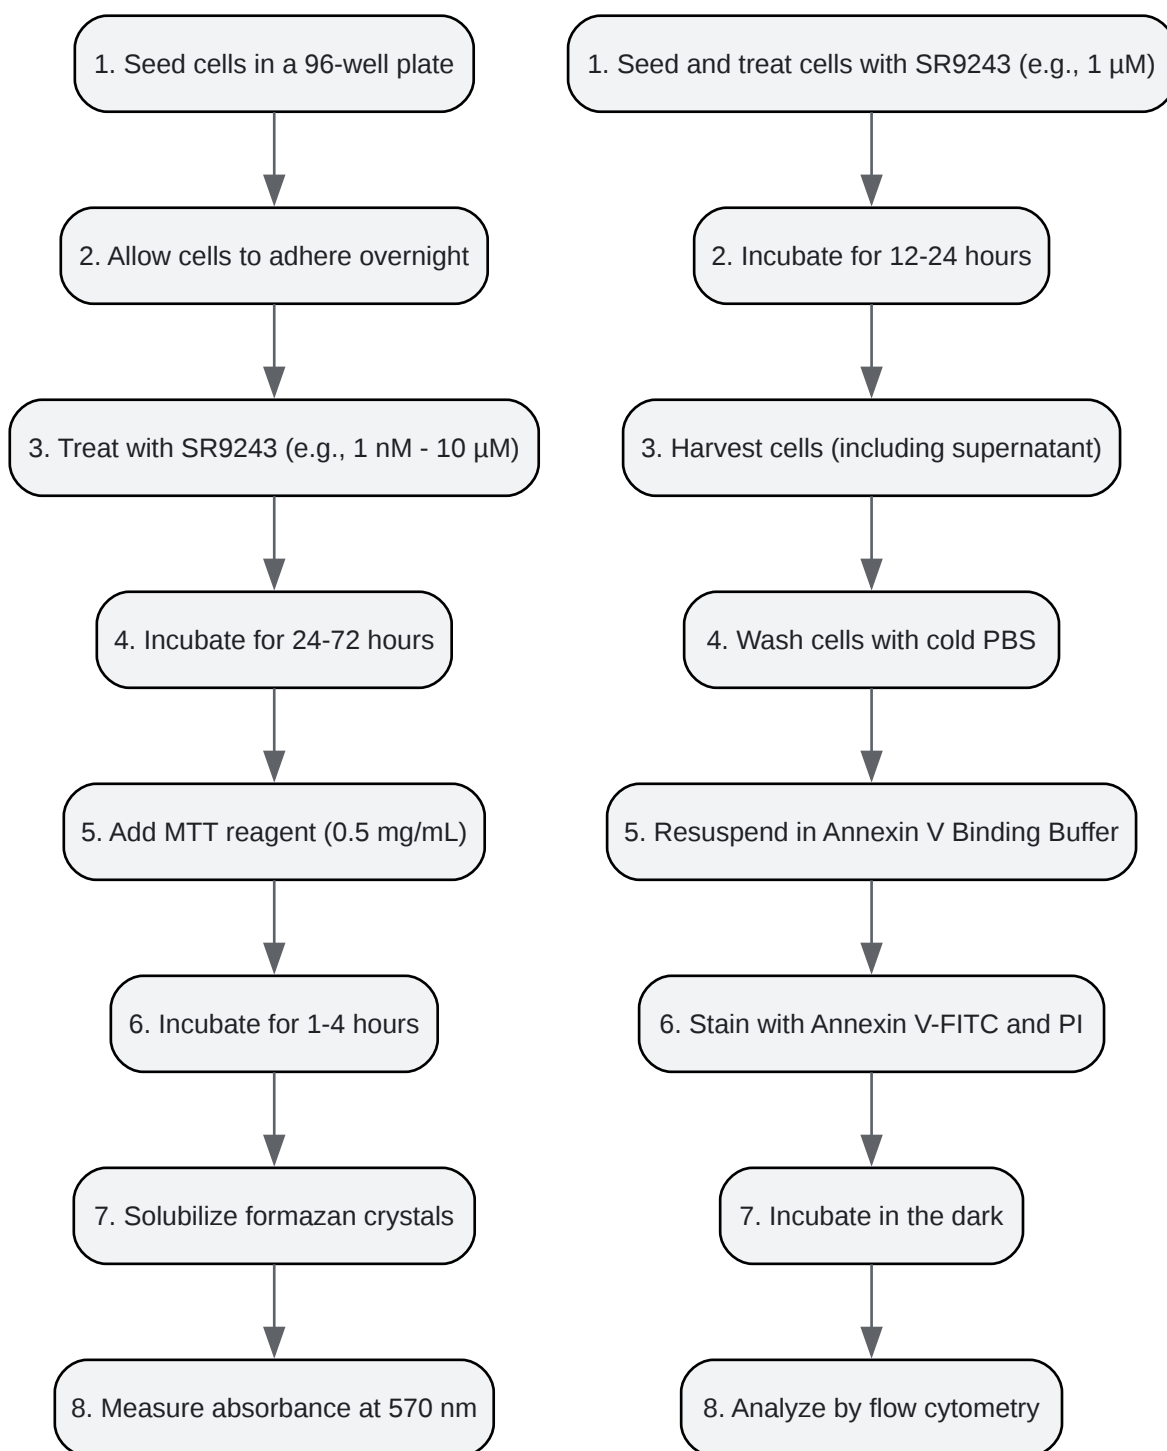 1. Seed cells in a 96-well plate
2. Allow cells to adhere overnight
3. Treat with SR9243 (e.g., 1 nM - 10 µM)
4. Incubate for 24-72 hours
5. Add MTT reagent (0.5 mg/mL)
6. Incubate for 1-4 hours
7. Solubilize formazan crystals
8. Measure absorbance at 570 nm
1. Seed and treat cells with SR9243 (e.g., 1 µM)
2. Incubate for 12-24 hours
3. Harvest cells (including supernatant)
4. Wash cells with cold PBS
5. Resuspend in Annexin V Binding Buffer
6. Stain with Annexin V-FITC and PI
7. Incubate in the dark
8. Analyze by flow cytometry